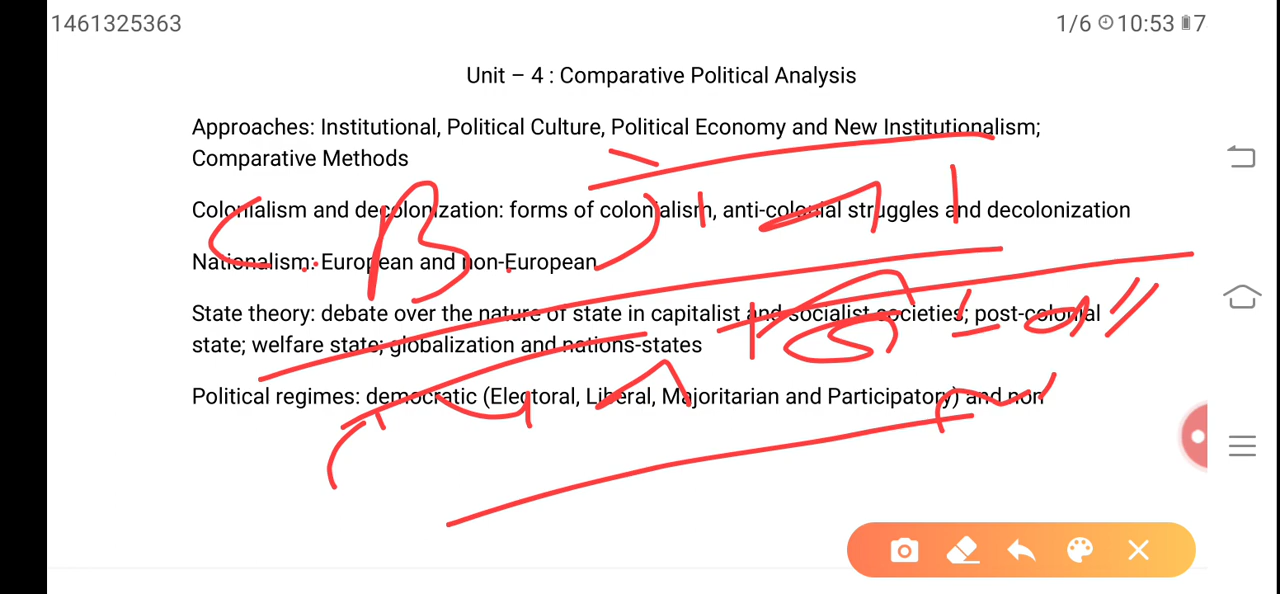 1461325363
1/6 10:53 7
Unit – 4 : Comparative Political Analysis
Approaches: Institutional, Political Culture, Political Economy and New Institutionalism;
Comparative Methods
Colonialism and decolonization: forms of colonialism, anti-colonial struggles and decolonization
Nationalism: European and non-European
State theory: debate over the nature of state in capitalist and socialist societies; post-colonial
state; welfare state; globalization and nations-states
Political regimes: democratic (Electoral, Liberal, Majoritarian and Participatory) and non